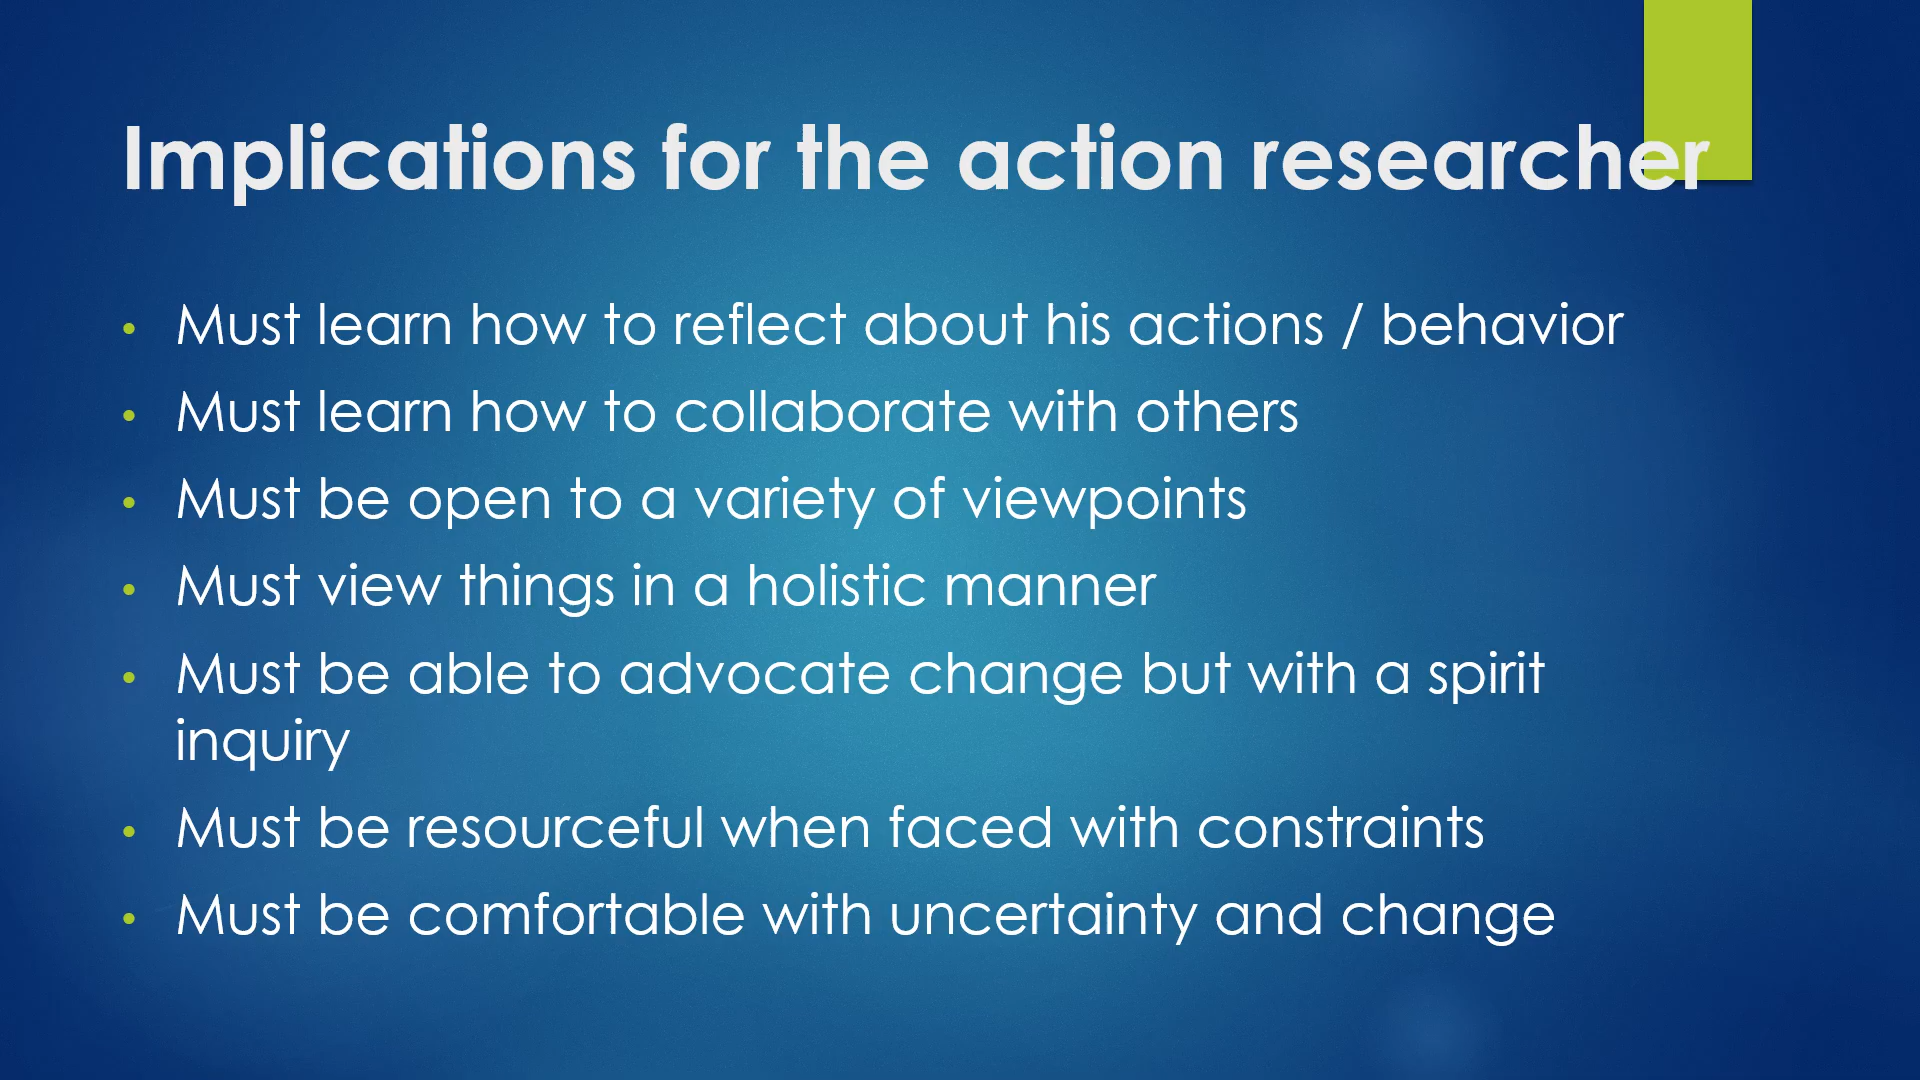 Implications for the action researcher
• Must learn how to reflect about his actions / behavior
• Must learn how to collaborate with others
• Must be open to a variety of viewpoints
• Must view things in a holistic manner
• Must be able to advocate change but with a spirit
inquiry
• Must be resourceful when faced with constraints
• Must be comfortable with uncertainty and change